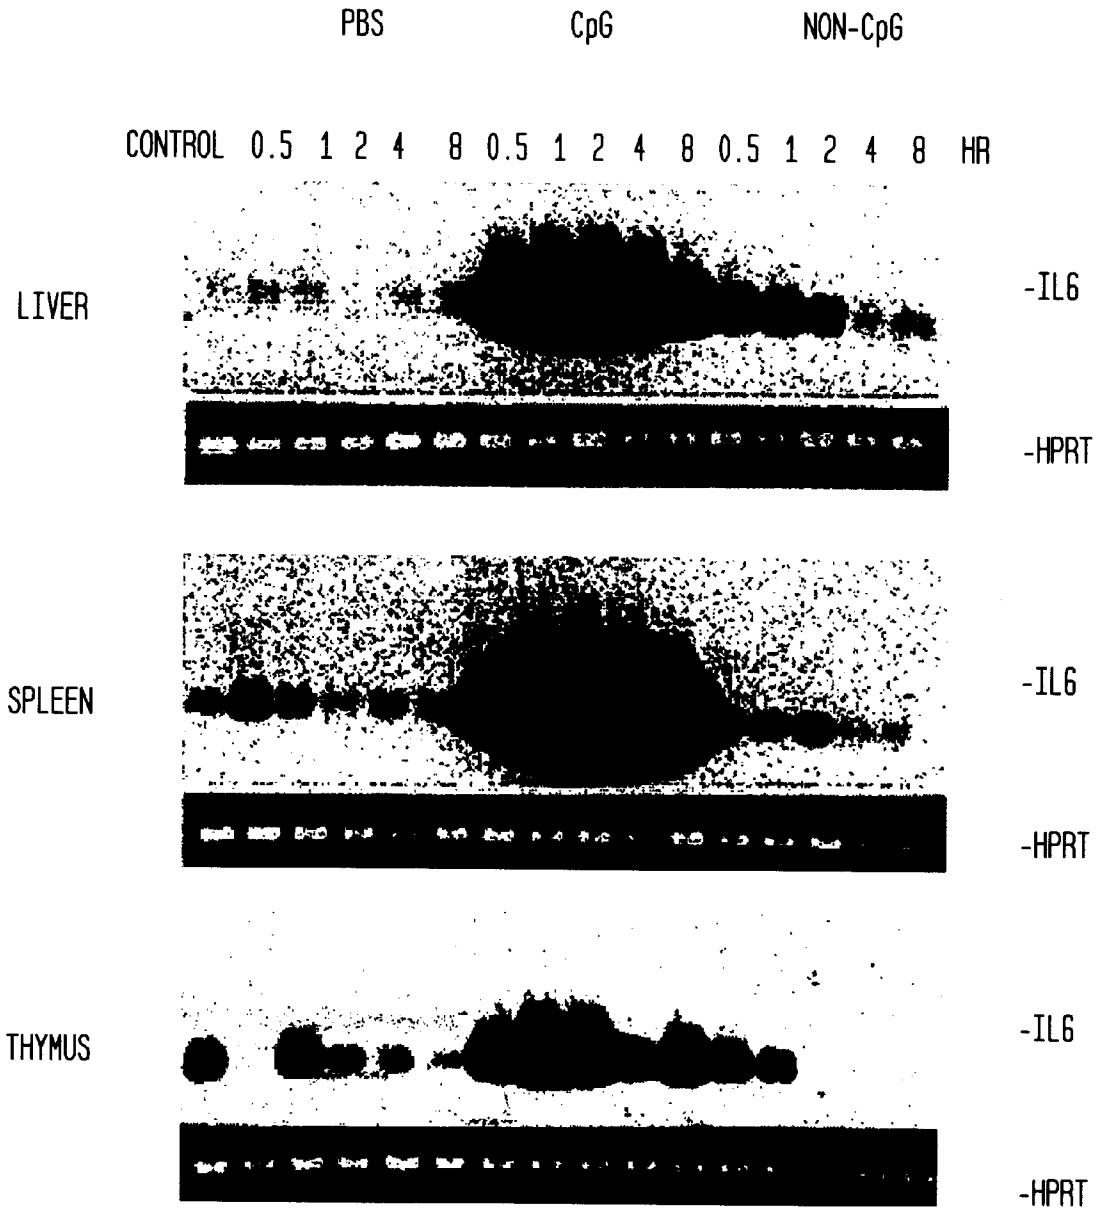 PBS CpG NON-CpG
CONTROL 0.5 1 2 4 8 0.5 1 2 4 8 0.5 1 2 4 8 HR
LIVER
-IL6
-HPRT
SPLEEN
-IL6
-HPRT
THYMUS
-IL6
-HPRT